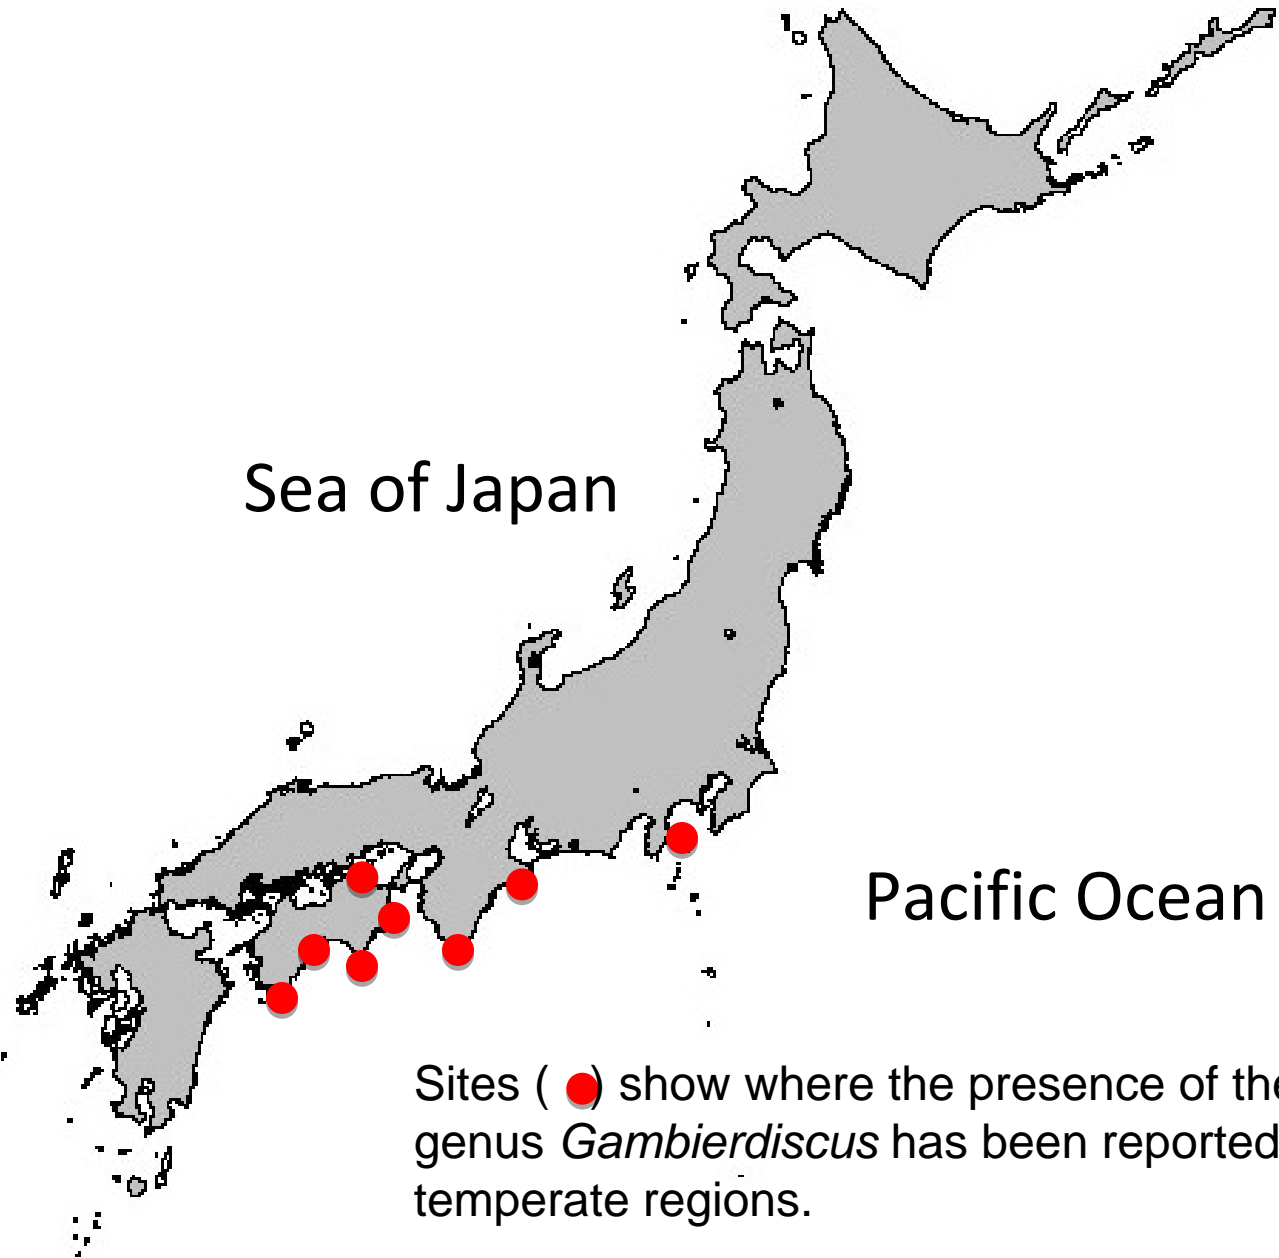 Sea of Japan
Pacific Ocean
Sites ( ) show where the presence of the
genus Gambierdiscus has been reported
temperate regions.